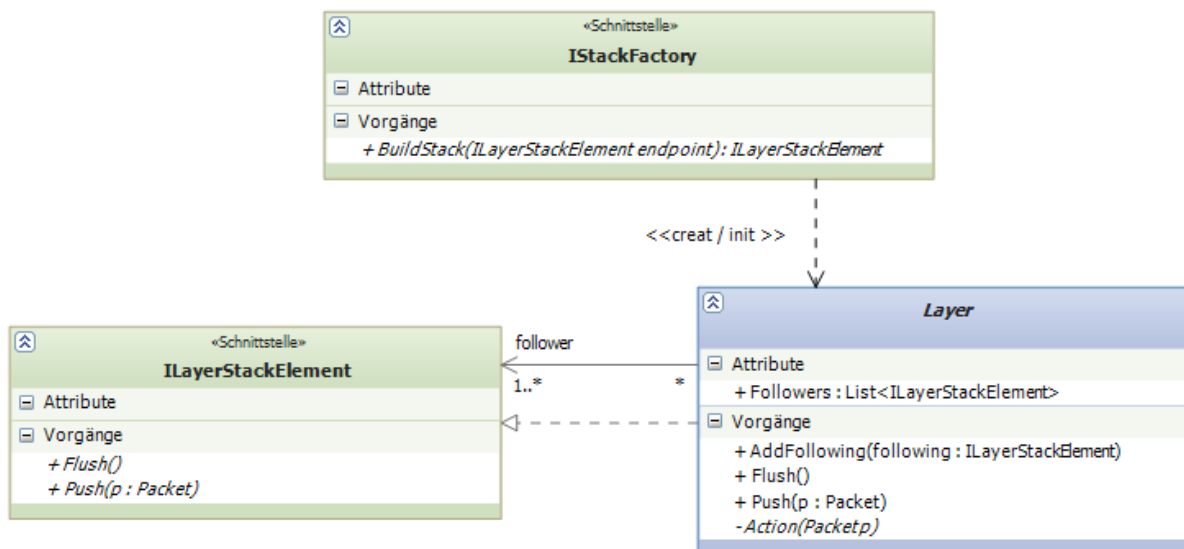 «Schnittstelle»
IStackFactory
Attribute
Vorgänge
+ BuildStack(ILayerStackElement endpoint): ILayerStackElement
<<creat / init >>
«Schnittstelle»
ILayerStackElement
Attribute
Vorgänge
+ Flush()
+ Push(p : Packet)
follower
1..*
*
Layer
Attribute
+ Followers : List<ILayerStackElement>
Vorgänge
+ AddFollowing(following : ILayerStackElement)
+ Flush()
+ Push(p : Packet)
-Action(Packet p)